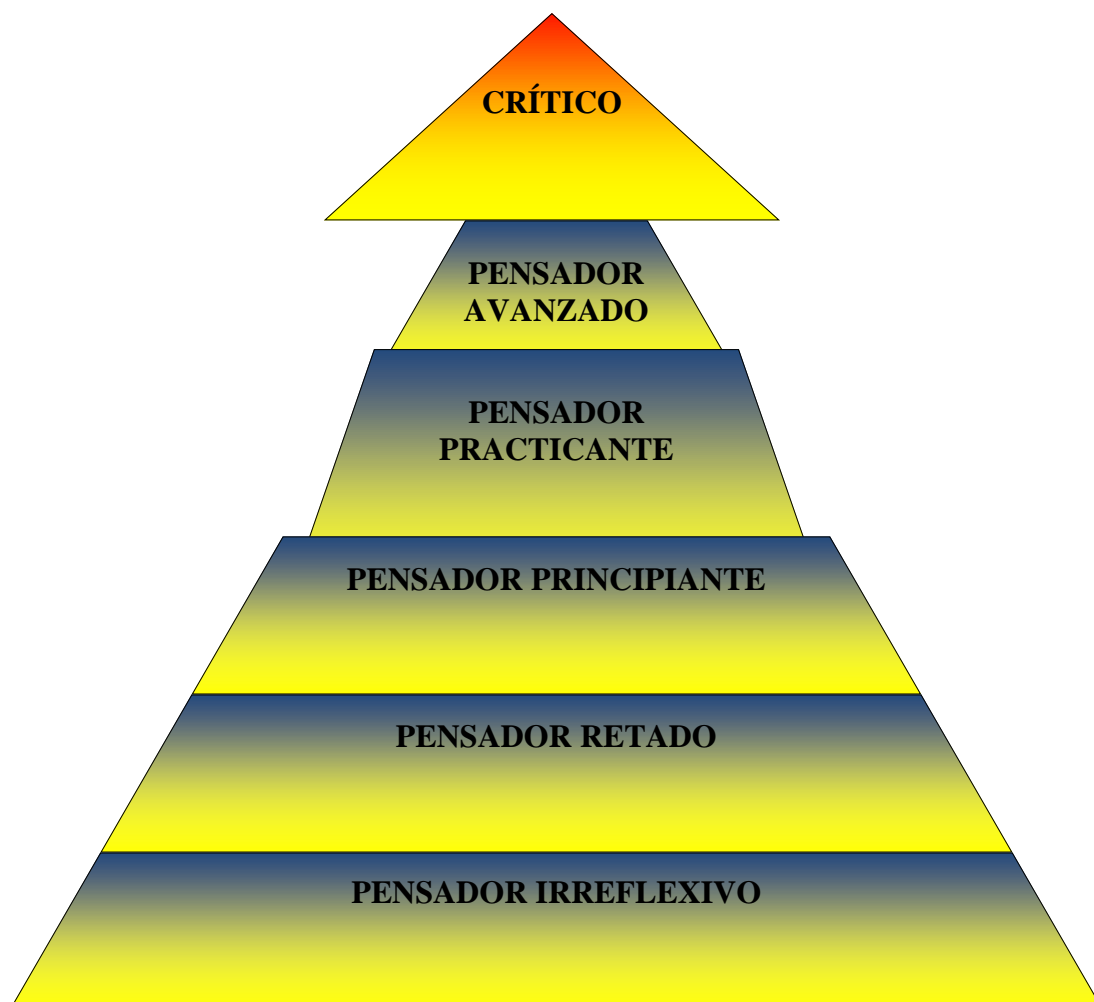 CRÍTICO
PENSADOR
AVANZADO
PENSADOR
PRACTICANTE
PENSADOR PRINCIPIANTE
PENSADOR RETADO
PENSADOR IRREFLEXIVO